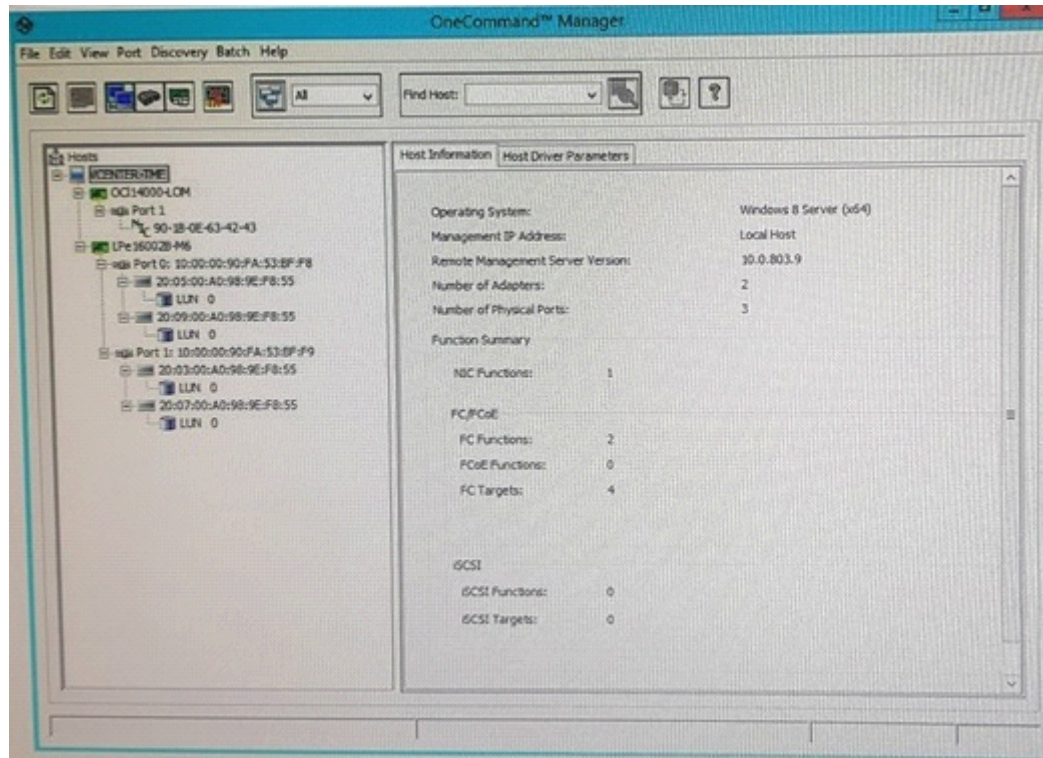 OneCommand™ Manager
File Edit View Port Discovery Batch Help
All
Find Host:
Hosts
VCENTER-TME
OCl14000-LOM
Port 1
90-1B-0E-63-42-43
LPe16002B-M6
Port 0: 10:00:00:90:FA:53:BF:F8
20:05:00:A0:98:9E:F8:55
LUN 0
20:09:00:A0:98:9E:F8:55
LUN 0
Port 1: 10:00:00:90:FA:53:BF:F9
20:03:00:A0:98:9E:F8:55
LUN 0
20:07:00:A0:98:9E:F8:55
LUN 0
Host Information Host Driver Parameters
Operating System: Windows 8 Server (x64)
Management IP Address: Local Host
Remote Management Server Version: 10.0.803.9
Number of Adapters: 2
Number of Physical Ports: 3
Function Summary
NIC Functions: 1
FC/FCoE
FC Functions: 2
FCoE Functions: 0
FC Targets: 4
iSCSI
iSCSI Functions: 0
iSCSI Targets: 0